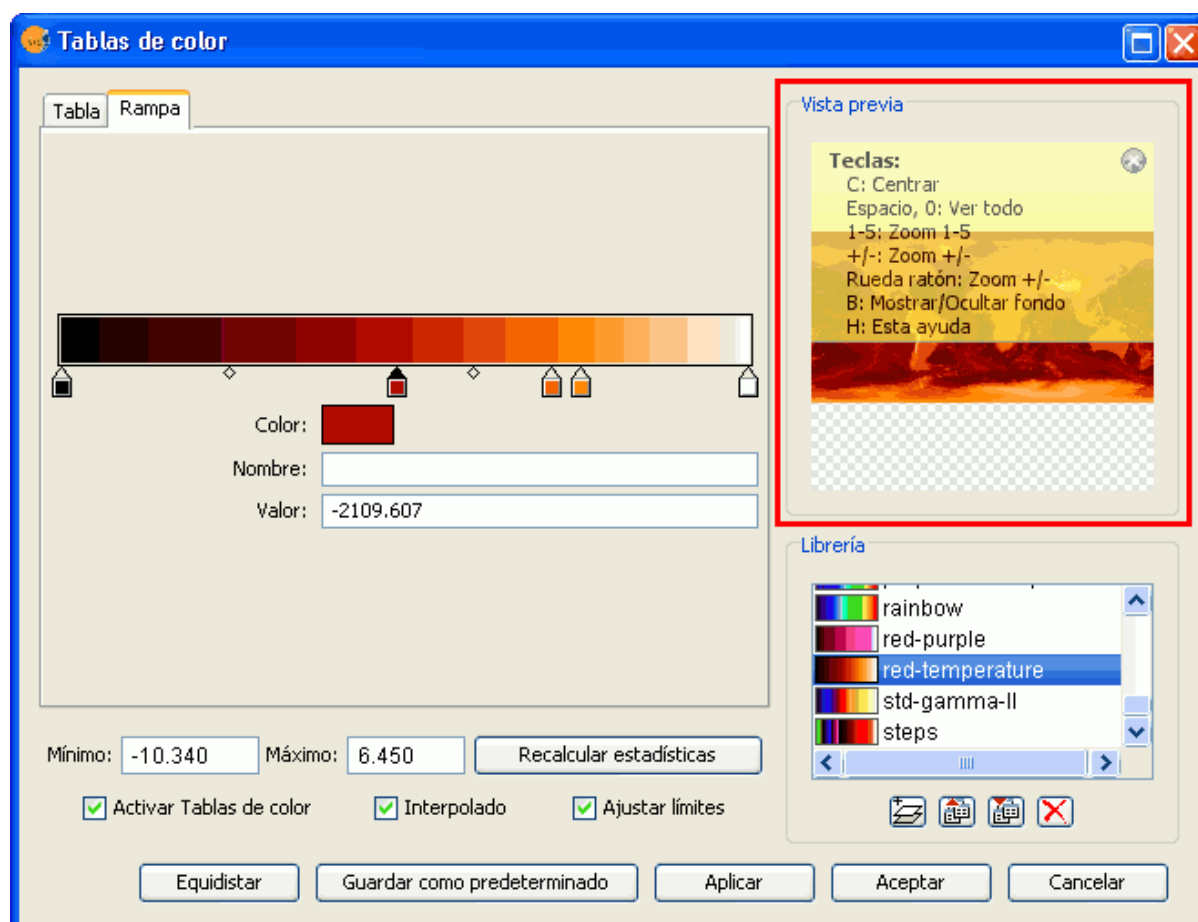 Tablas de color
Tabla
Rampa
Color:
Nombre:
Valor:
-2109.607
Mínimo:
-10.340
Máximo:
6.450
Recalcular estadísticas
Activar Tablas de color
Interpolado
Ajustar límites
Vista previa
Teclas:
C: Centrar
Espacio, 0: Ver todo
1-5: Zoom 1-5
+/-: Zoom +/-
Rueda ratón: Zoom +/-
B: Mostrar/Ocultar fondo
H: Esta ayuda
Librería
rainbow
red-purple
red-temperature
std-gamma-II
steps
Equidistar
Guardar como predeterminado
Aplicar
Aceptar
Cancelar